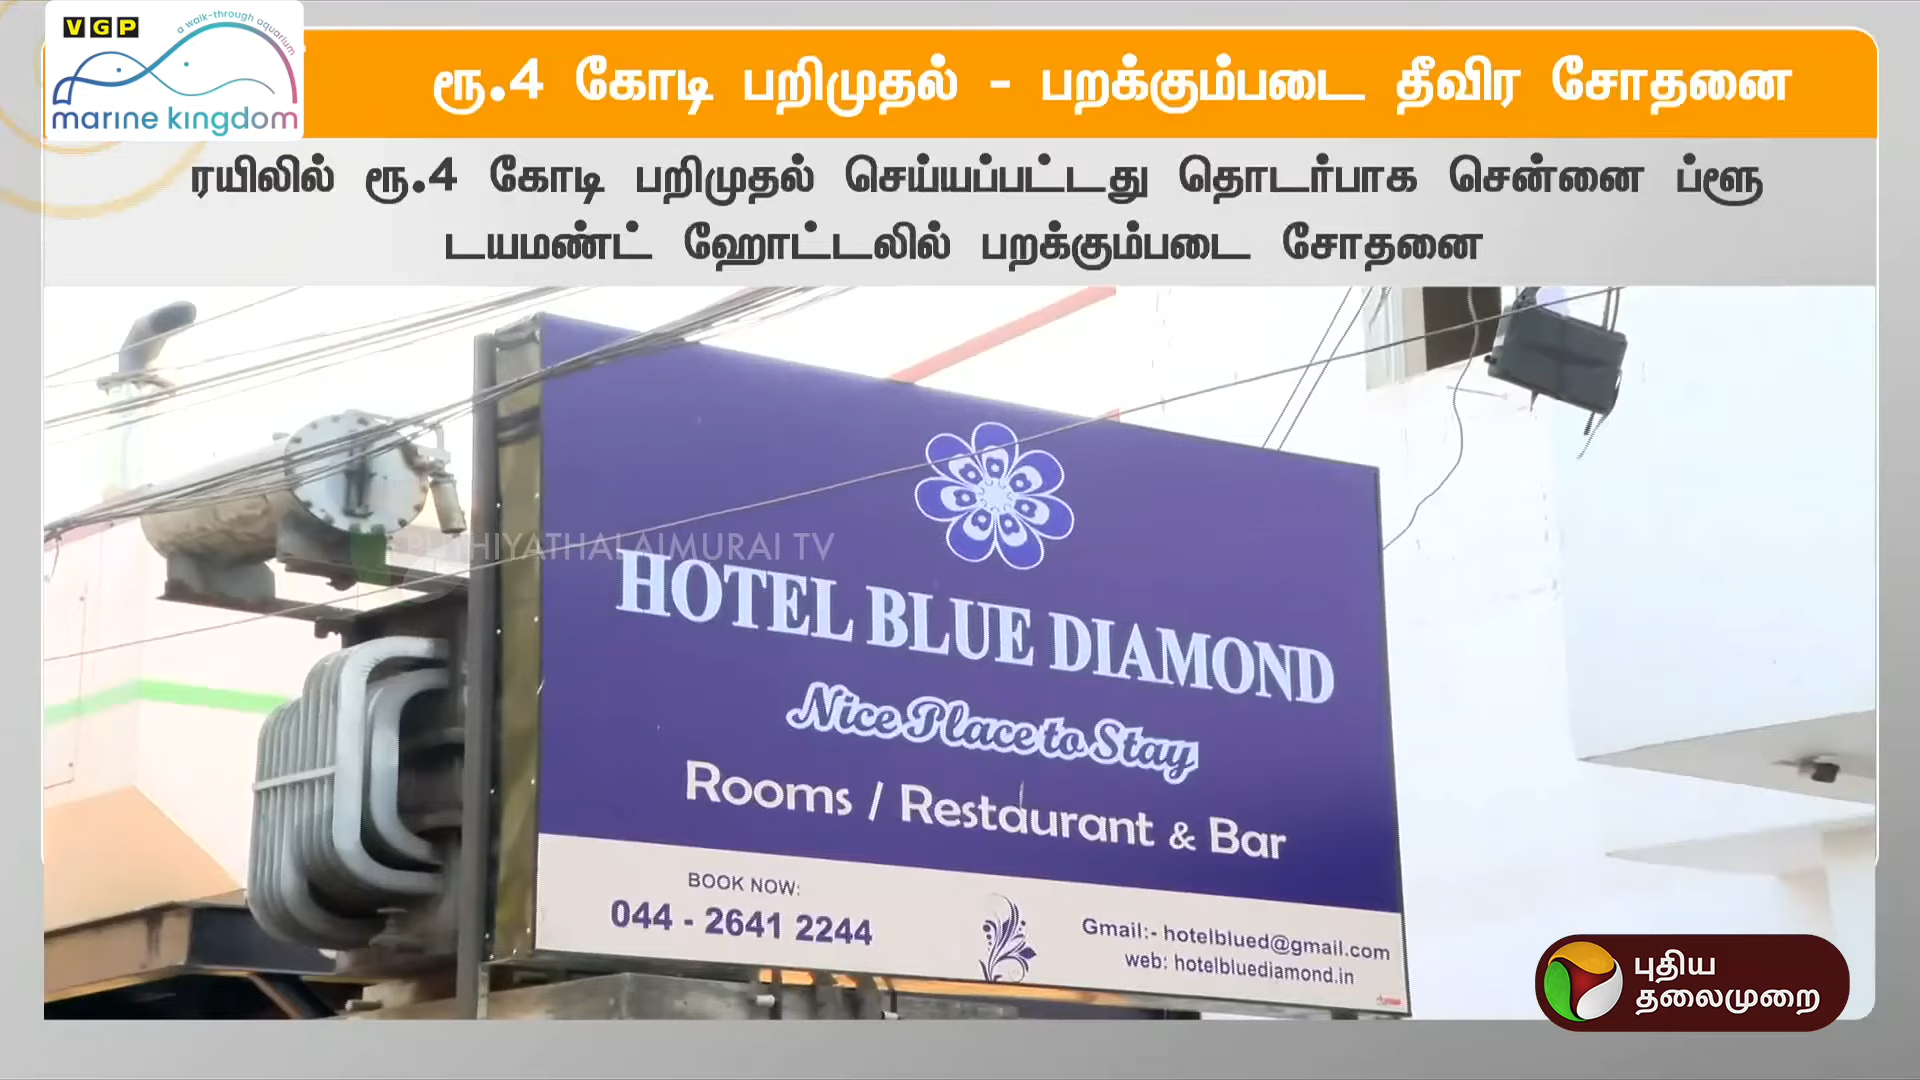 VGP
a walk-through aquarium
marine kingdom
ரூ.4 கோடி பறிமுதல் - பறக்கும்படை தீவிர சோதனை
ரயிலில் ரூ.4 கோடி பறிமுதல் செய்யப்பட்டது தொடர்பாக சென்னை ப்ளூ
டயமண்ட் ஹோட்டலில் பறக்கும்படை சோதனை
PUTHIYATHALAIMURAI TV
HOTEL BLUE DIAMOND
Nice Place to Stay
Rooms / Restaurant & Bar
BOOK NOW:
044 - 2641 2244
Gmail:- hotelblued@gmail.com
web: hotelbluediamond.in
புதிய
தலைமுறை